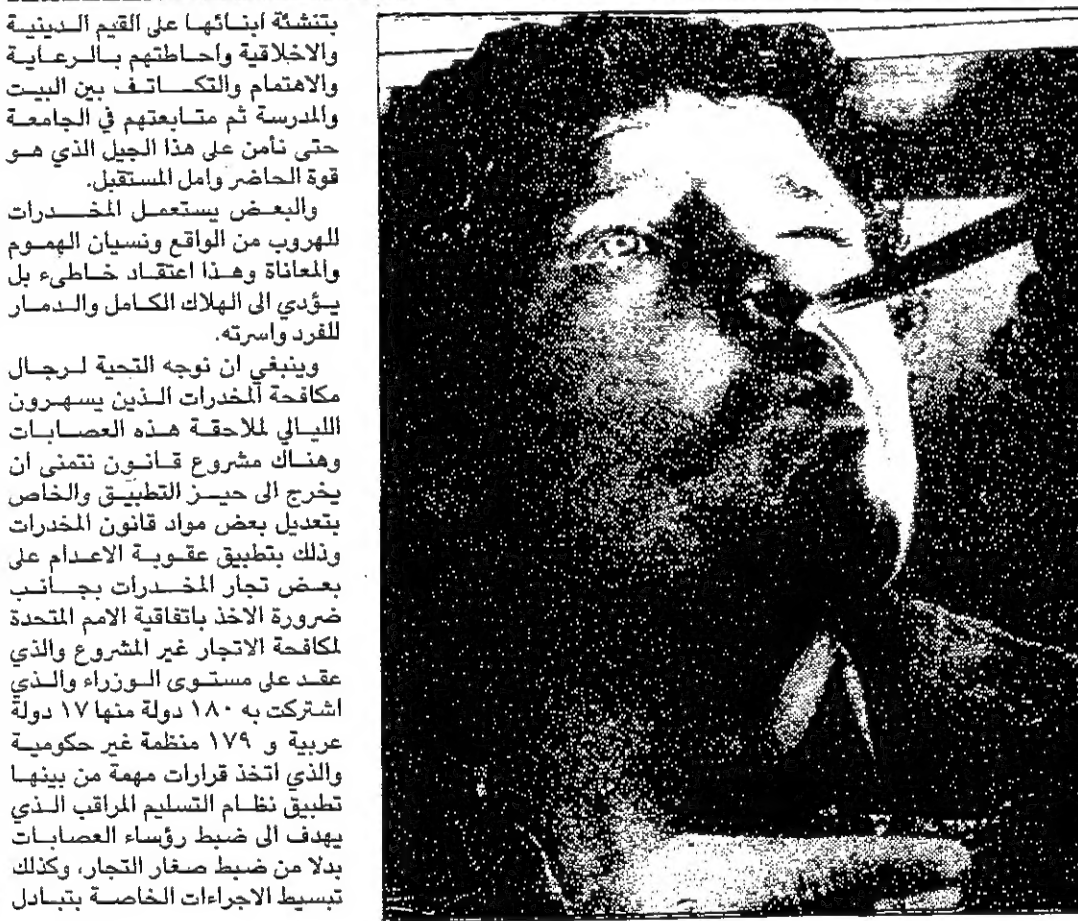 بتنشئة ابنائها على القيم الدينية
والاخلاقية واحاطتهم بالرعاية
والاهتمام والتكاتف بين البيت
والمدرسة ثم متابعتهم في الجامعة
حتى نأمن على هذا الجيل الذي هو
قوة الحاضر وامل المستقبل.
والبعض يستعمل المخدرات
للهروب من الواقع ونسيان الهموم
والمعاناة وهذا اعتقاد خاطىء بل
يؤدي الى الهلاك الكامل والدمار
للفرد واسرته.
وينبغي ان نوجه التحية لرجال
مكافحة المخدرات الذين يسهرون
الليالي لملاحقة هذه العصابات
وهناك مشروع قانون نتمنى ان
يخرج الى حيز التطبيق والخاص
بتعديل بعض مواد قانون المخدرات
وذلك بتطبيق عقوبة الاعدام على
بعض تجار المخدرات بجانب
ضرورة الاخذ باتفاقية الامم المتحدة
لمكافحة الاتجار غير المشروع والذي
عقد على مستوى الوزراء والذي
اشتركت به ١٨٠ دولة منها ١٧ دولة
عربية و ١٧٩ منظمة غير حكومية
والذي اتخذ قرارات مهمة من بينها
تطبيق نظام التسليم المراقب الذي
يهدف الى ضبط رؤساء العصابات
بدلا من ضبط صغار التجار، وكذلك
تبسيط الاجراءات الخاصة بتبادل